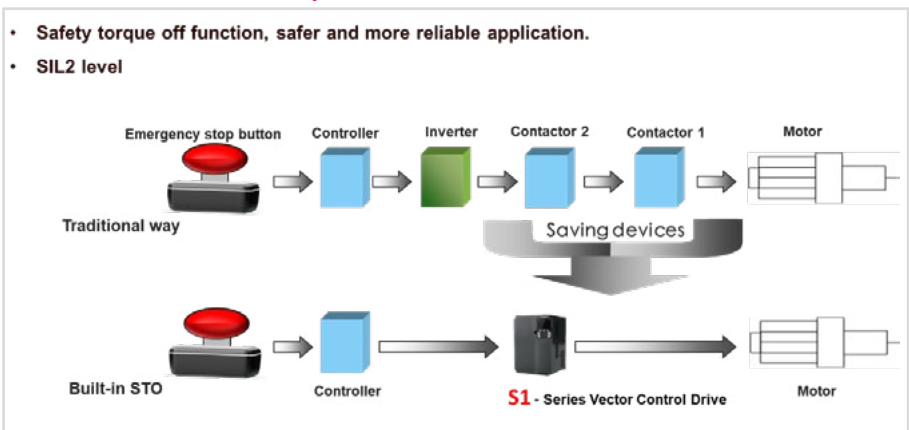 • Safety torque off function, safer and more reliable application.
• SIL2 level
Emergency stop button Controller Inverter Contactor 2 Contactor 1 Motor
Traditional way
Saving devices
Built-in STO
Controller
S1 - Series Vector Control Drive
Motor